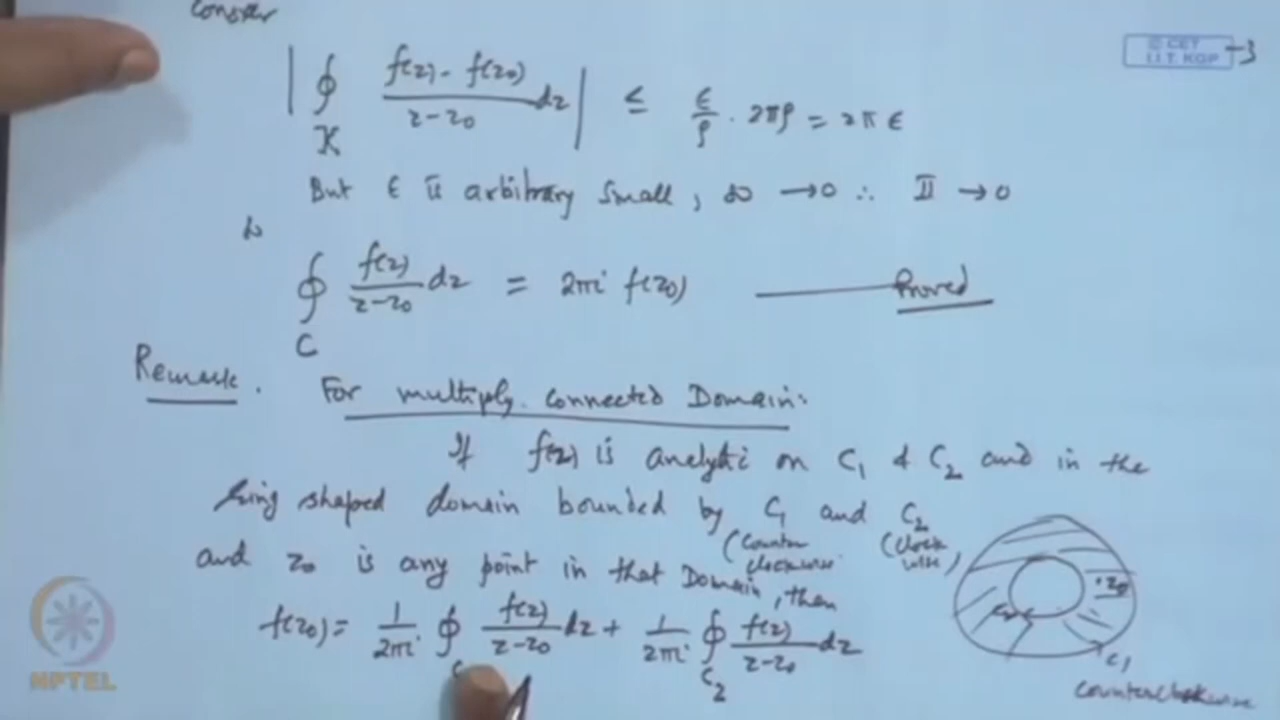 Consider
© CET
I.I.T. KGP
-3
| ∮_K (f(z) - f(z0))/(z-z0) dz | ≤ ε/ρ . 2πρ = 2π ε
But ε is arbitrary small, so →0 ∴ II →0
So
∮_C f(z)/(z-z0) dz = 2πi f(z0) — Proved
Remark. For multiply connected Domain:
If f(z) is analytic on C1 & C2 and in the
Ring shaped domain bounded by C1 and C2
(Counter clockwise (Clock wise)
and z0 is any point in that Domain, then
f(z0) = 1/2πi ∮ f(z)/(z-z0) dz + 1/2πi ∮_C2 f(z)/(z-z0) dz
.z0
C1
Counterclockwise
NPTEL